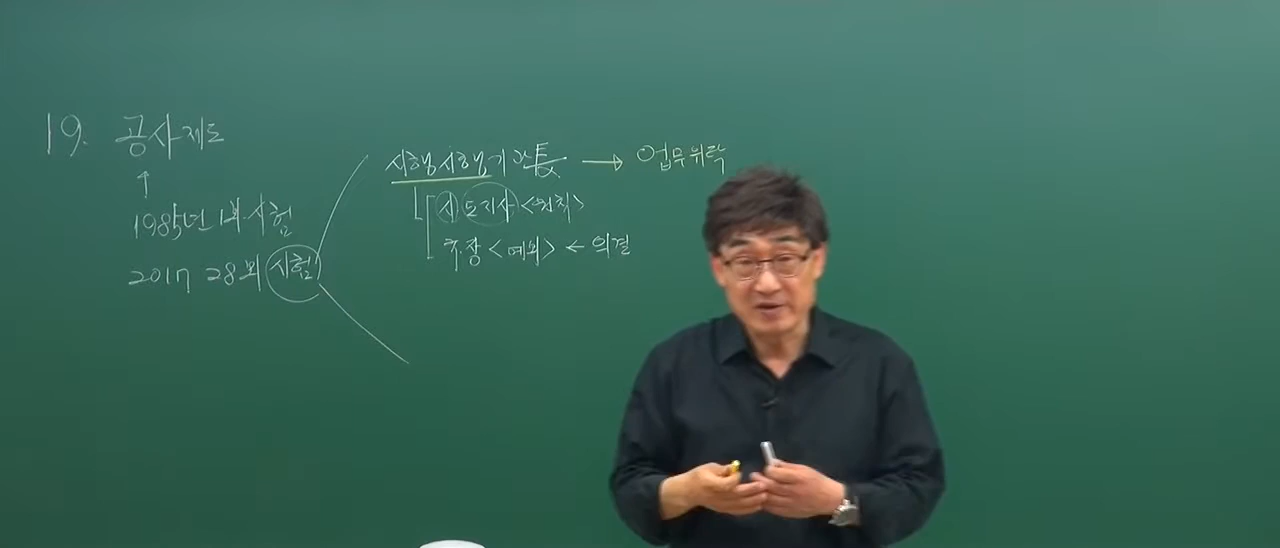 19. 공사제도
↑
1985년 1회 시험
2017 28회 시험
시행시행기관長 → 업무위탁
시도지사<원칙>
부.장<예외> ← 의결